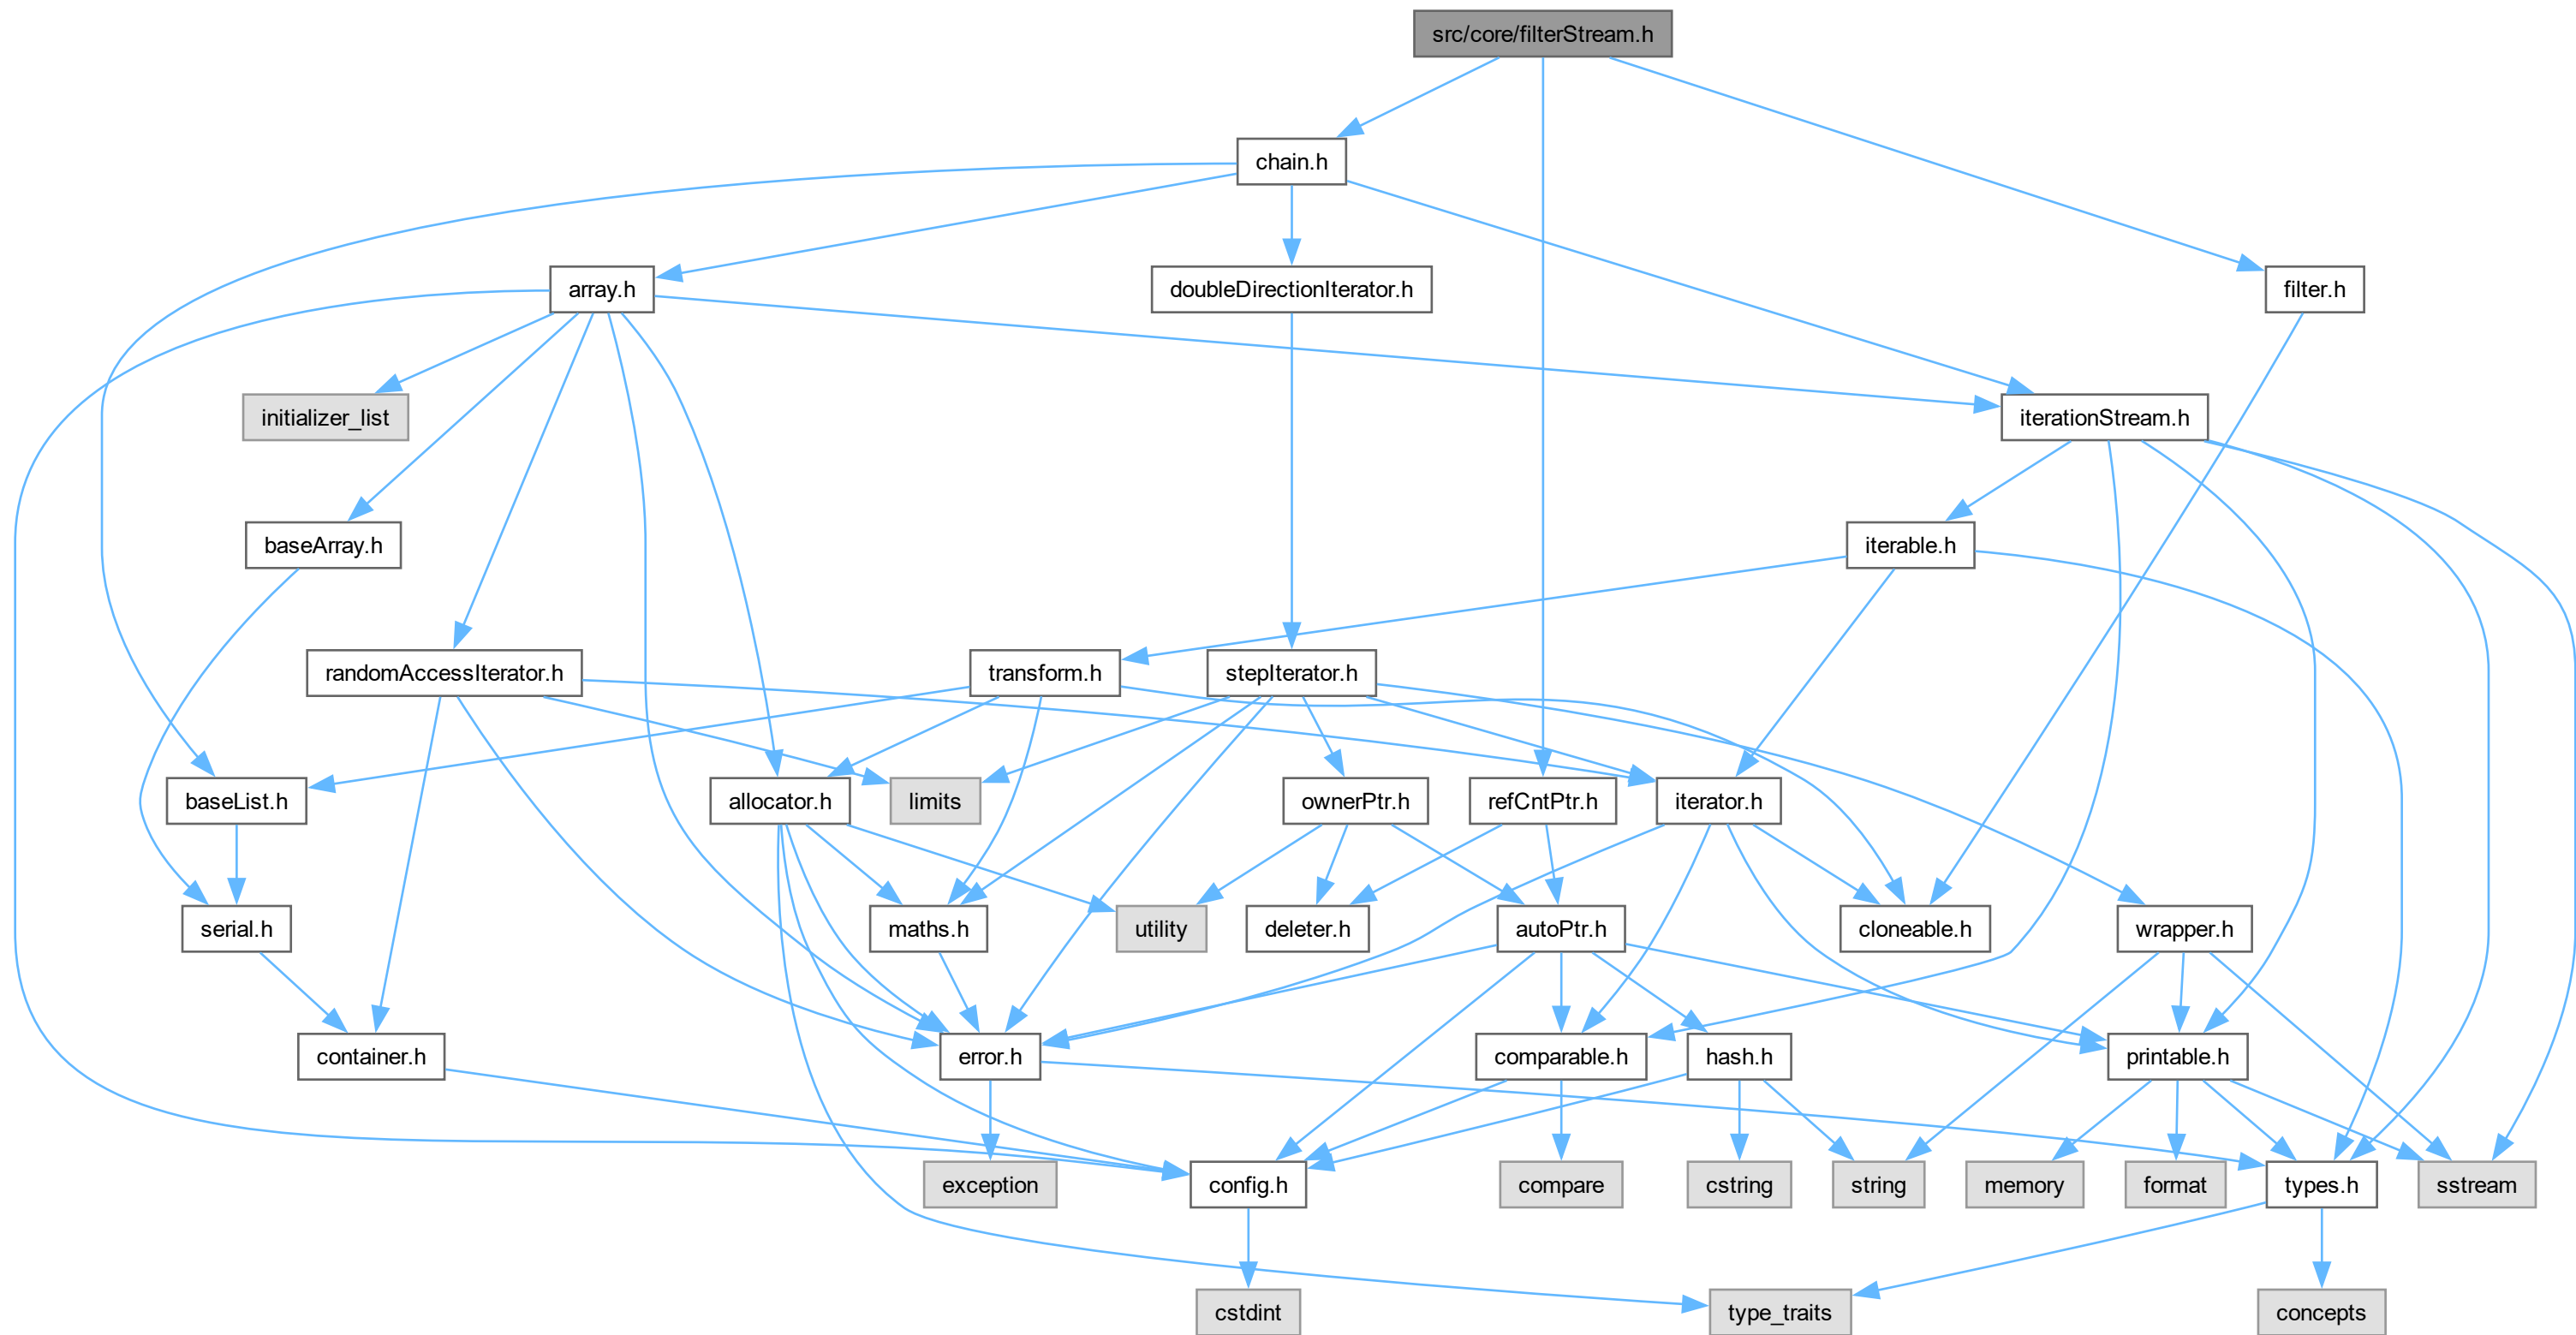 src/core/filterStream.h
chain.h
array.h
doubleDirectionIterator.h
filter.h
initializer_list
iterationStream.h
baseArray.h
iterable.h
randomAccessIterator.h
transform.h
stepIterator.h
baseList.h
allocator.h
limits
ownerPtr.h
refCntPtr.h
iterator.h
serial.h
maths.h
utility
deleter.h
autoPtr.h
cloneable.h
wrapper.h
container.h
error.h
comparable.h
hash.h
printable.h
exception
config.h
compare
cstring
string
memory
format
types.h
sstream
cstdint
type_traits
concepts